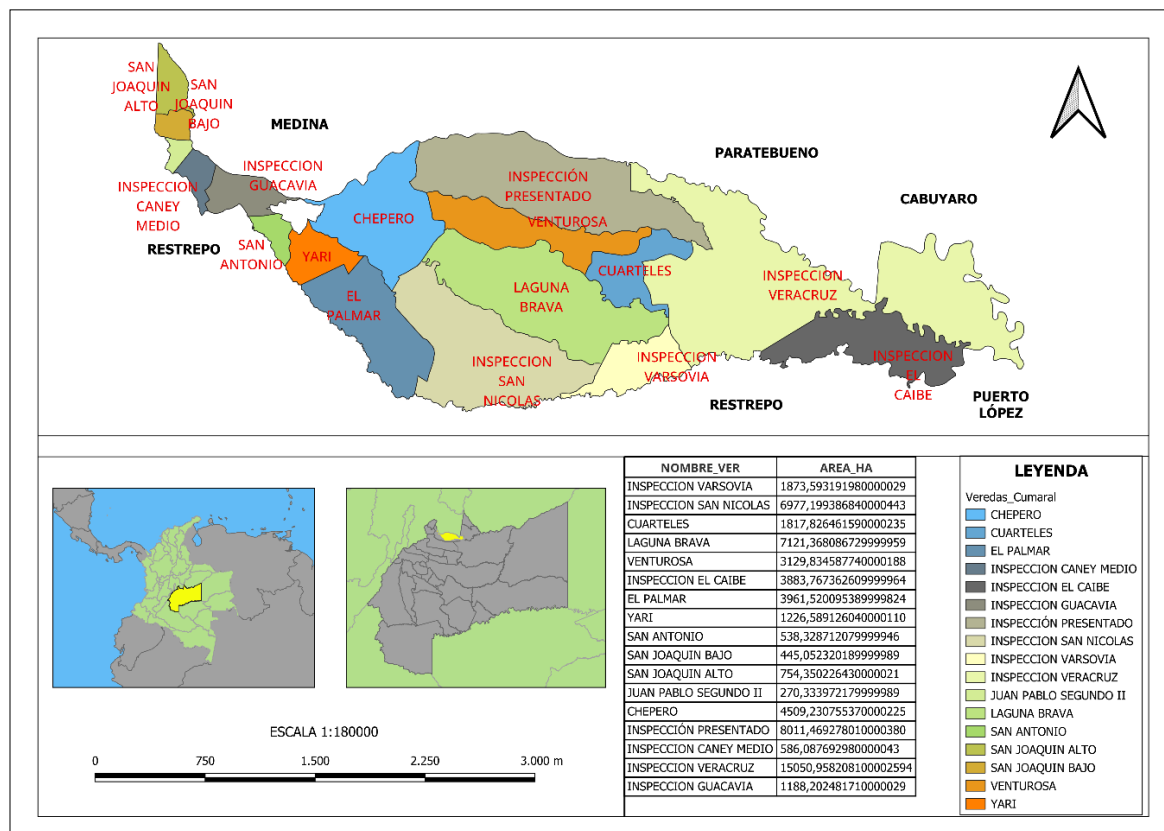 SAN
JOAQUIN
ALTO
SAN
JOAQUIN
BAJO
MEDINA
INSPECCION
GUACAVIA
INSPECCION
CANEY
MEDIO
RESTREPO
SAN
ANTONIO
YARI
EL
PALMAR
CHEPERO
INSPECCIÓN
PRESENTADO
VENTUROSA
CUARTELES
LAGUNA
BRAVA
INSPECCION
SAN
NICOLAS
INSPECCION
VARSOVIA
PARATEBUENO
CABUYARO
INSPECCION
VERACRUZ
INSPECCION
EL
CAIBE
RESTREPO
PUERTO
LÓPEZ
ESCALA 1:180000
0 750 1.500 2.250 3.000 m
NOMBRE_VER AREA_HA
INSPECCION VARSOVIA 1873,593191980000029
INSPECCION SAN NICOLAS 6977,199386840000443
CUARTELES 1817,826461590000235
LAGUNA BRAVA 7121,368086729999959
VENTUROSA 3129,834587740000188
INSPECCION EL CAIBE 3883,767362609999964
EL PALMAR 3961,520095389999824
YARI 1226,589126040000110
SAN ANTONIO 538,328712079999946
SAN JOAQUIN BAJO 445,052320189999989
SAN JOAQUIN ALTO 754,350226430000021
JUAN PABLO SEGUNDO II 270,333972179999989
CHEPERO 4509,230755370000225
INSPECCIÓN PRESENTADO 8011,469278010000380
INSPECCION CANEY MEDIO 586,087692980000043
INSPECCION VERACRUZ 15050,958208100002594
INSPECCION GUACAVIA 1188,202481710000029
LEYENDA
Veredas_Cumaral
CHEPERO
CUARTELES
EL PALMAR
INSPECCION CANEY MEDIO
INSPECCION EL CAIBE
INSPECCION GUACAVIA
INSPECCIÓN PRESENTADO
INSPECCION SAN NICOLAS
INSPECCION VARSOVIA
INSPECCION VERACRUZ
JUAN PABLO SEGUNDO II
LAGUNA BRAVA
SAN ANTONIO
SAN JOAQUIN ALTO
SAN JOAQUIN BAJO
VENTUROSA
YARI